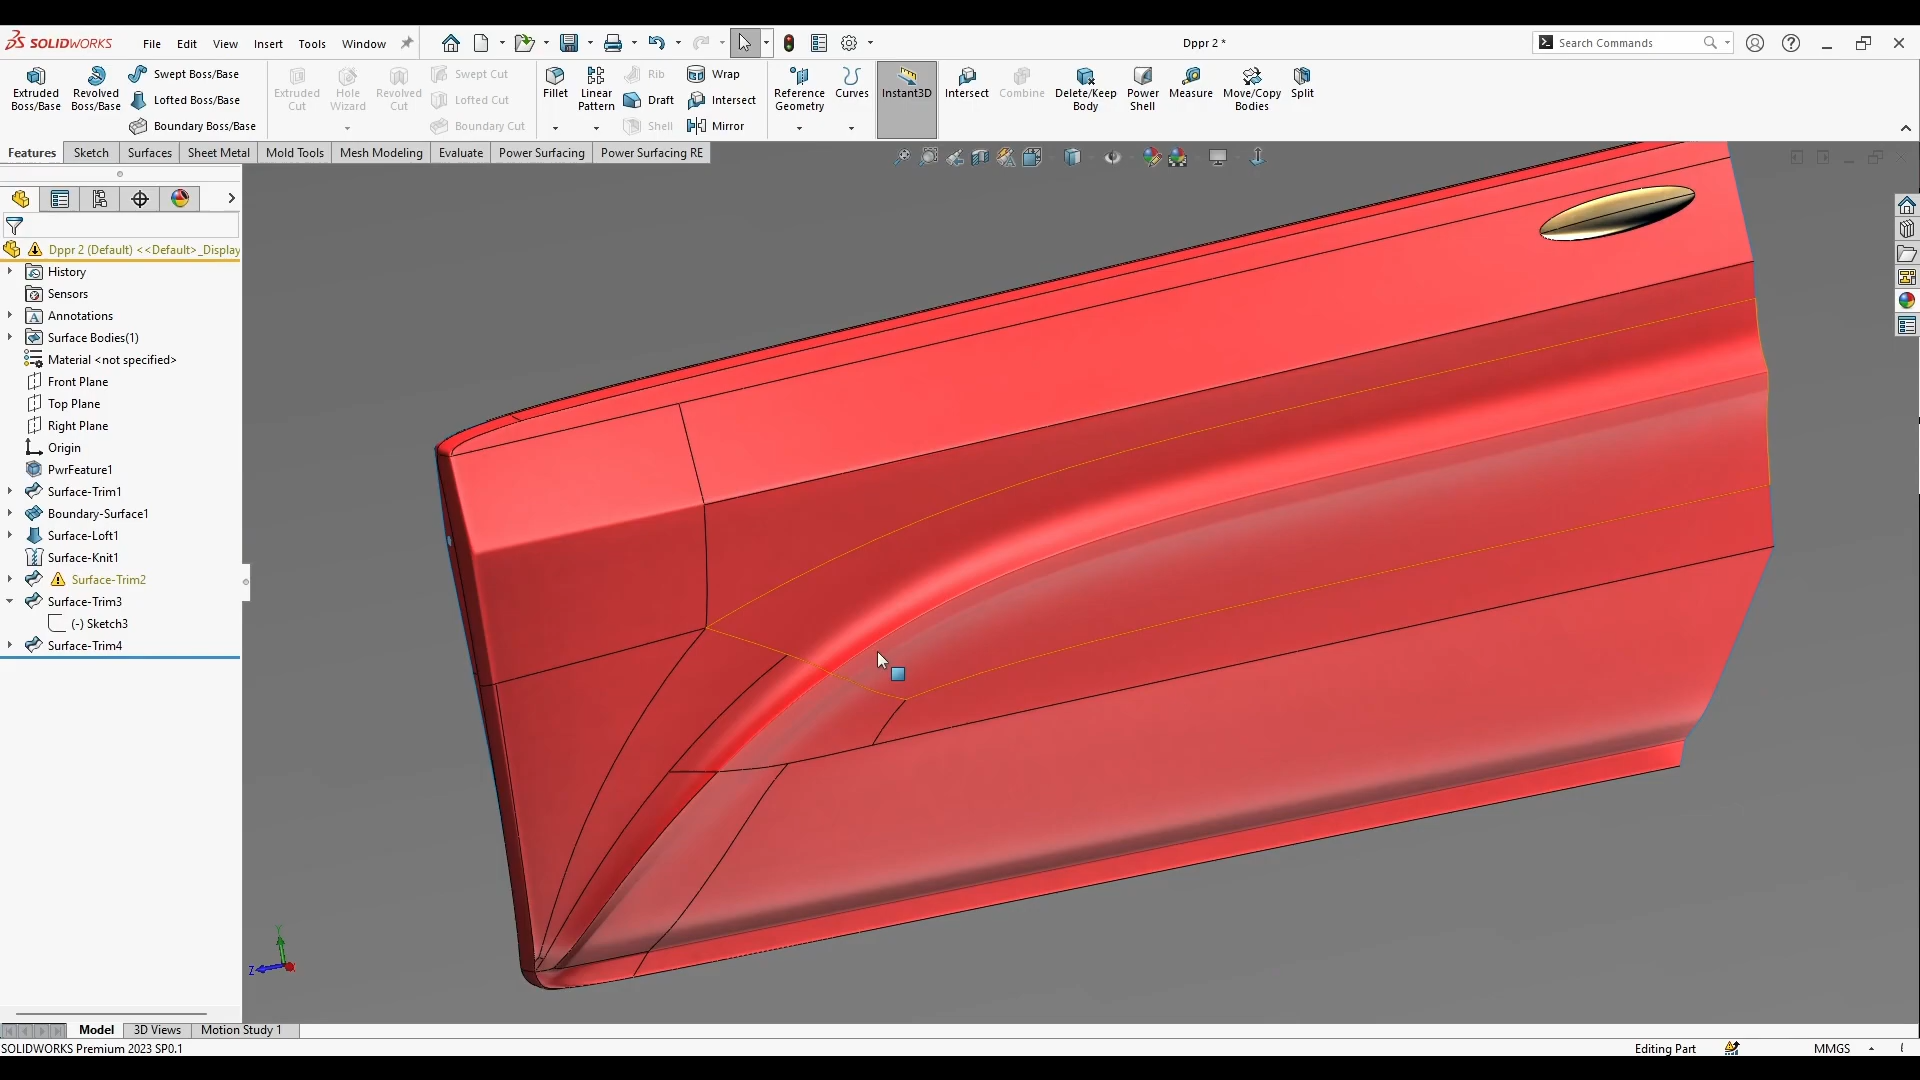 SOLIDWORKS File Edit View Insert Tools Window Dppr 2 * Search Commands
Extruded Boss/Base
Revolved Boss/Base
Swept Boss/Base
Lofted Boss/Base
Boundary Boss/Base
Extruded Cut
Hole Wizard
Revolved Cut
Swept Cut
Lofted Cut
Boundary Cut
Fillet
Linear Pattern
Rib
Draft
Shell
Wrap
Intersect
Mirror
Reference Geometry
Curves
Instant3D
Intersect
Combine
Delete/Keep Body
Power Shell
Measure
Move/Copy Bodies
Split
Features Sketch Surfaces Sheet Metal Mold Tools Mesh Modeling Evaluate Power Surfacing Power Surfacing RE
Dppr 2 (Default) <<Default>_Display
History
Sensors
Annotations
Surface Bodies(1)
Material <not specified>
Front Plane
Top Plane
Right Plane
Origin
PwrFeature1
Surface-Trim1
Boundary-Surface1
Surface-Loft1
Surface-Knit1
Surface-Trim2
Surface-Trim3
(-) Sketch3
Surface-Trim4
Y
Z
Model 3D Views Motion Study 1
SOLIDWORKS Premium 2023 SP0.1 Editing Part MMGS